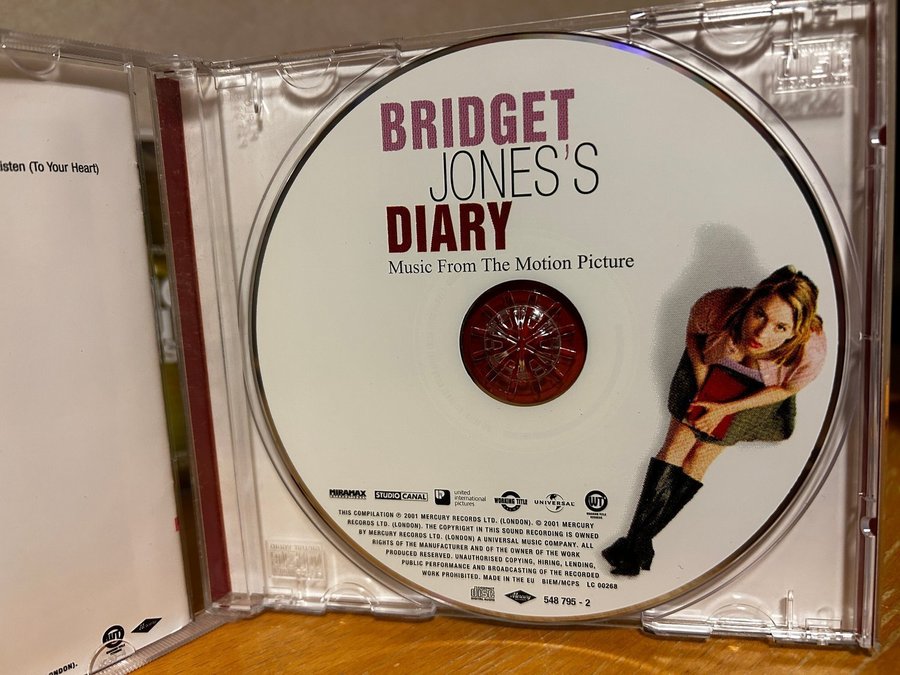 isten (To Your Heart)
BRIDGET
JONES'S
DIARY
Music From The Motion Picture
MIRAMAX
STUDIO CANAL
united
international
pictures
WORKING TITLE
UNIVERSAL
WT
THIS COMPILATION ℗ 2001 MERCURY RECORDS LTD. (LONDON). © 2001 MERCURY
RECORDS LTD. (LONDON). THE COPYRIGHT IN THIS SOUND RECORDING IS OWNED
BY MERCURY RECORDS LTD. (LONDON) A UNIVERSAL MUSIC COMPANY. ALL
RIGHTS OF THE MANUFACTURER AND OF THE OWNER OF THE WORK
PRODUCED RESERVED. UNAUTHORISED COPYING, HIRING, LENDING,
PUBLIC PERFORMANCE AND BROADCASTING OF THE RECORDED
WORK PROHIBITED. MADE IN THE EU BIEM/MCPS LC 00268
Mercury
548 795 - 2
WT
ONDON).